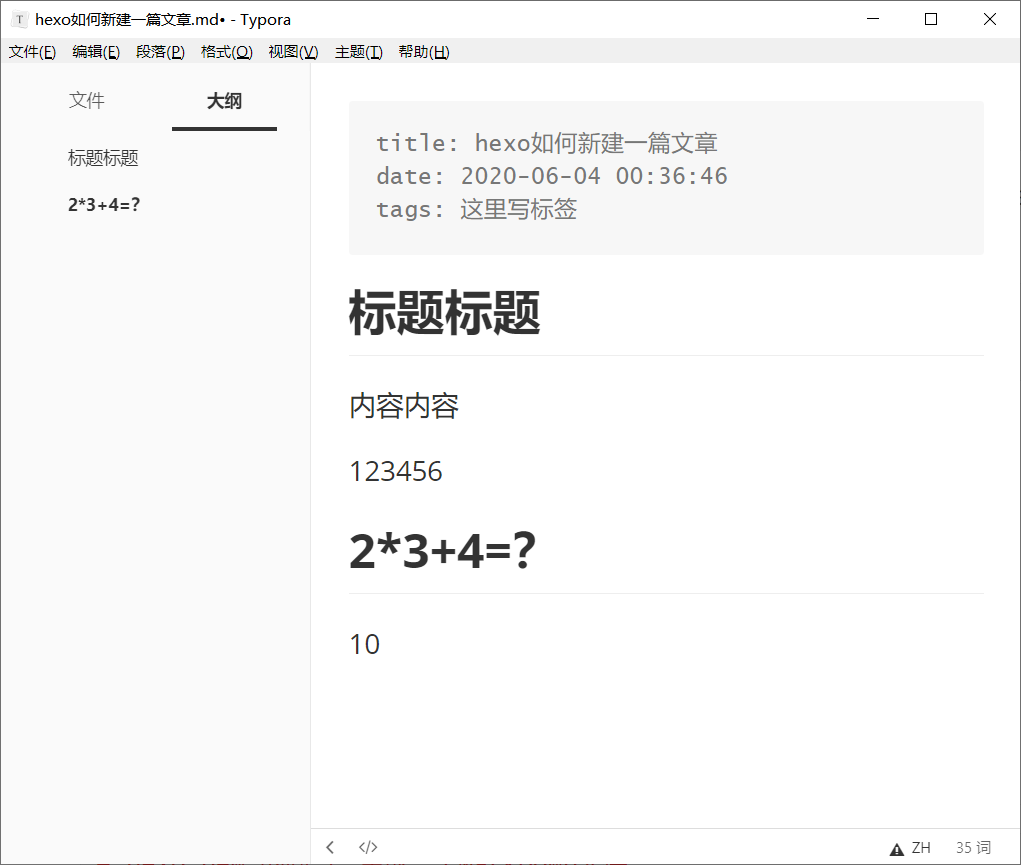 T hexo如何新建一篇文章.md• - Typora
文件(F) 编辑(E) 段落(P) 格式(O) 视图(V) 主题(T) 帮助(H)
文件 大纲
标题标题
2*3+4=?
title: hexo如何新建一篇文章
date: 2020-06-04 00:36:46
tags: 这里写标签
标题标题
内容内容
123456
2*3+4=?
10
</> ZH 35 词